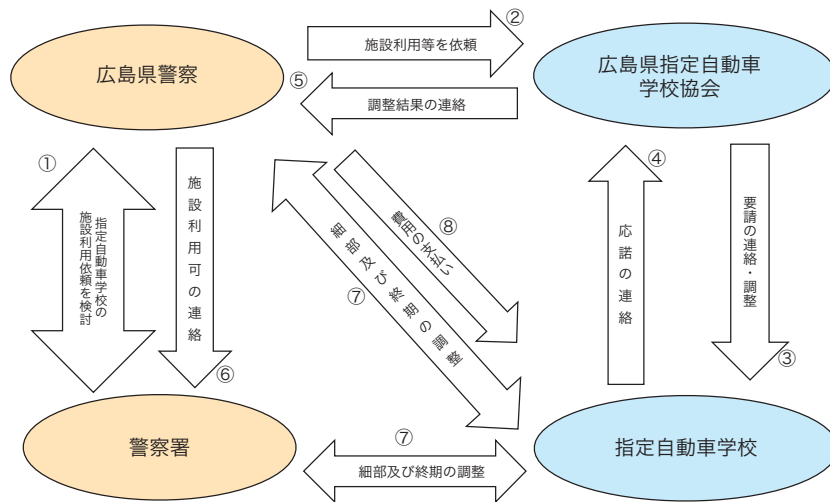 ②
施設利用等を依頼
広島県警察
広島県指定自動車
学校協会
⑤
調整結果の連絡
①
指定自動車学校の
施設利用依頼を検討
施設利用可の連絡
⑥
費用の支払い
⑧
細部及び終期の調整
⑦
④
応諾の連絡
要請の連絡・調整
③
警察署
⑦
細部及び終期の調整
指定自動車学校